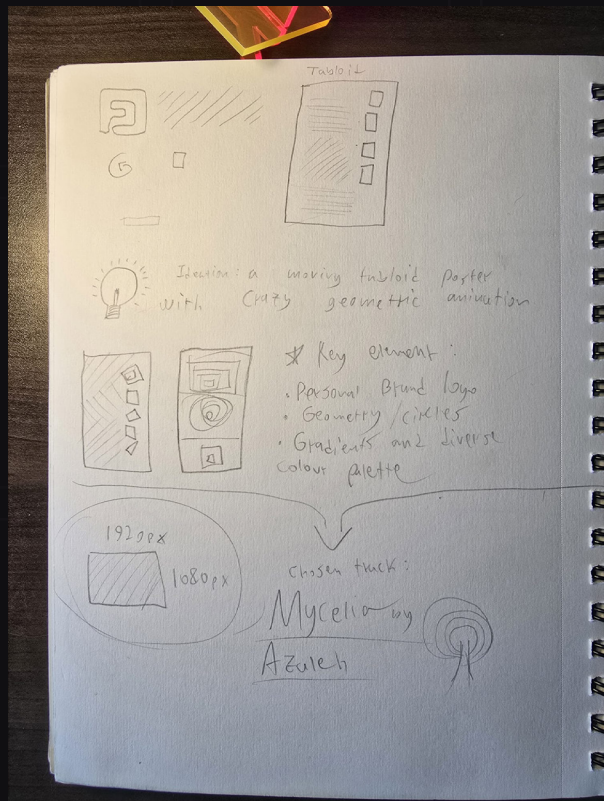 Tabloit
Ideation: a moving tabloid poster
with Crazy geometric animation
Key element:
• Personal Brand logo
• Geometry/circles
• Gradients and diverse
colour palette
1920px
1080px
Chosen track:
Mycelia by
Azaleh